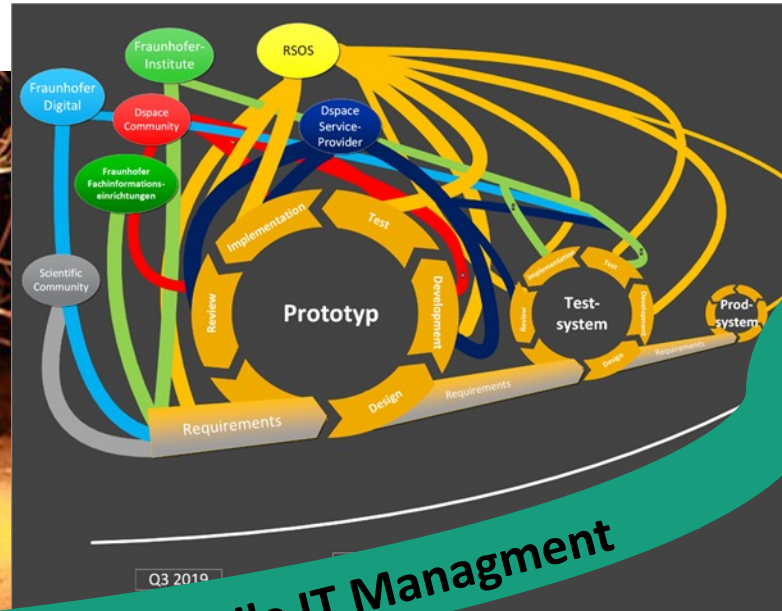 Fraunhofer-
Institute
RSOS
Fraunhofer
Digital
Dspace
Community
Dspace
Service-
Provider
Fraunhofer
Fachinformations-
einrichtungen
Scientific
Community
Implementation
Test
Review
Prototyp
Development
Requirements
Design
Implementation
Test
Review
Test-
system
Development
Requirements
Design
Prod-
system
Requirements
Q3 2019
IT Managment